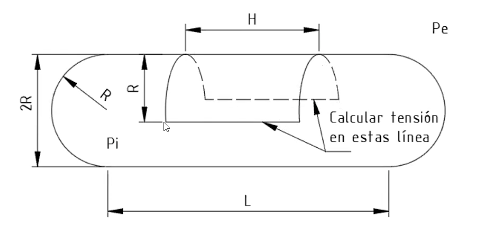 H
Pe
R
2R
R
Calcular tensión
en estas línea
Pi
L